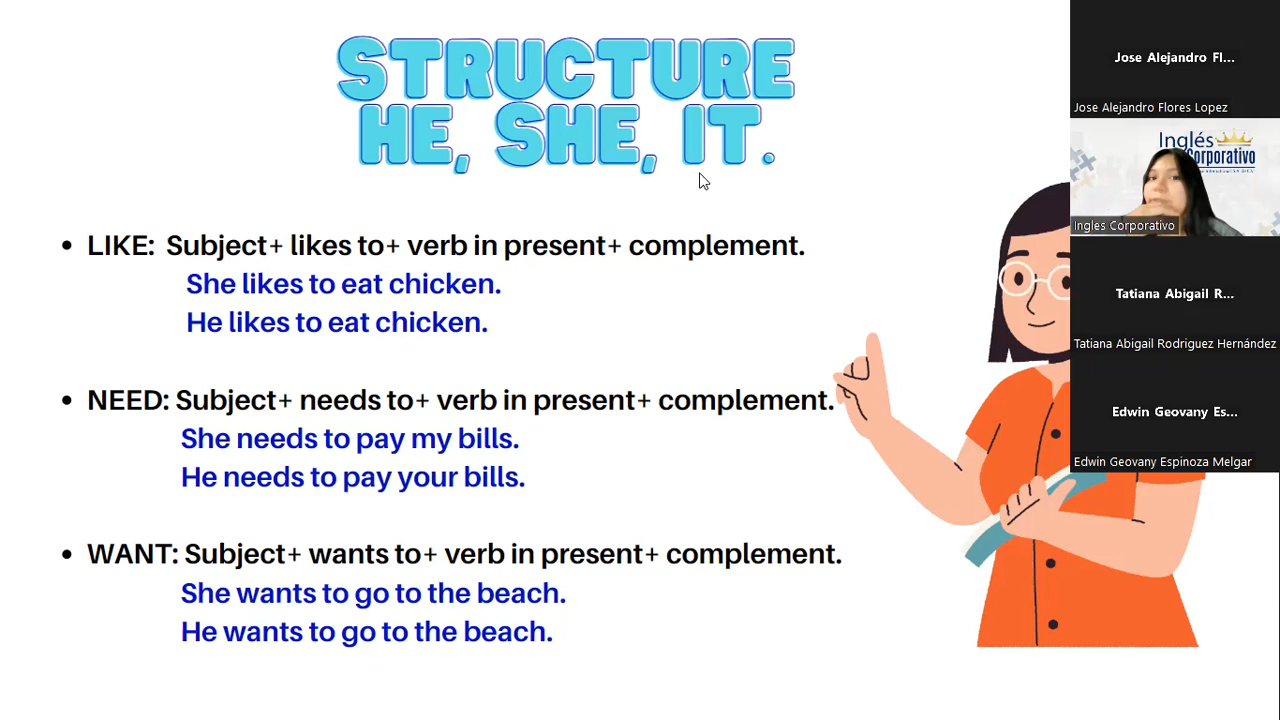 STRUCTURE
HE, SHE, IT.
• LIKE: Subject+ likes to+ verb in present+ complement.
She likes to eat chicken.
He likes to eat chicken.
• NEED: Subject+ needs to+ verb in present+ complement.
She needs to pay my bills.
He needs to pay your bills.
• WANT: Subject+ wants to+ verb in present+ complement.
She wants to go to the beach.
He wants to go to the beach.
Jose Alejandro Fl...
Jose Alejandro Flores Lopez
Inglés
Corporativo
Ingles Corporativo
Tatiana Abigail R...
Tatiana Abigail Rodriguez Hernández
Edwin Geovany Es...
Edwin Geovany Espinoza Melgar